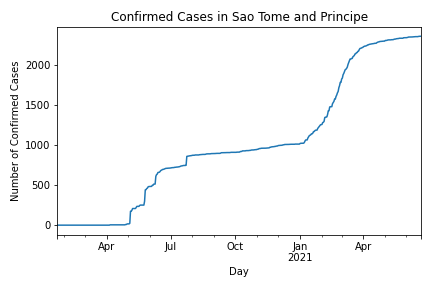 Confirmed Cases in Sao Tome and Principe
Number of Confirmed Cases
2000
1500
1000
500
0
Apr Jul Oct Jan Apr
2021
Day